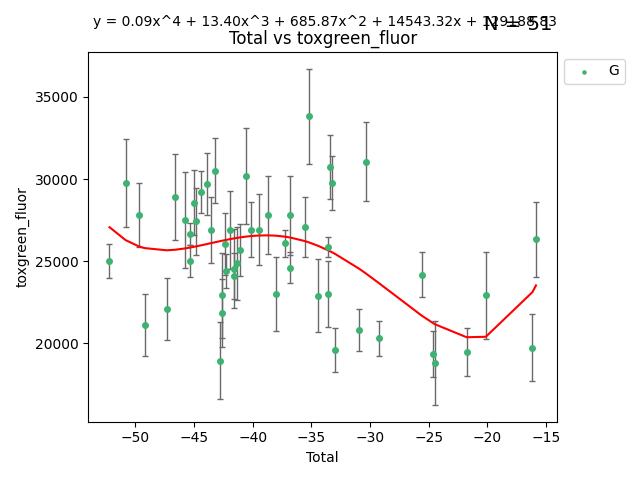 y = 0.09x^4 + 13.40x^3 + 685.87x^2 + 14543.32x + 129188.83
N = 51
Total vs toxgreen_fluor
G
35000
30000
25000
20000
toxgreen_fluor
−50 −45 −40 −35 −30 −25 −20 −15
Total